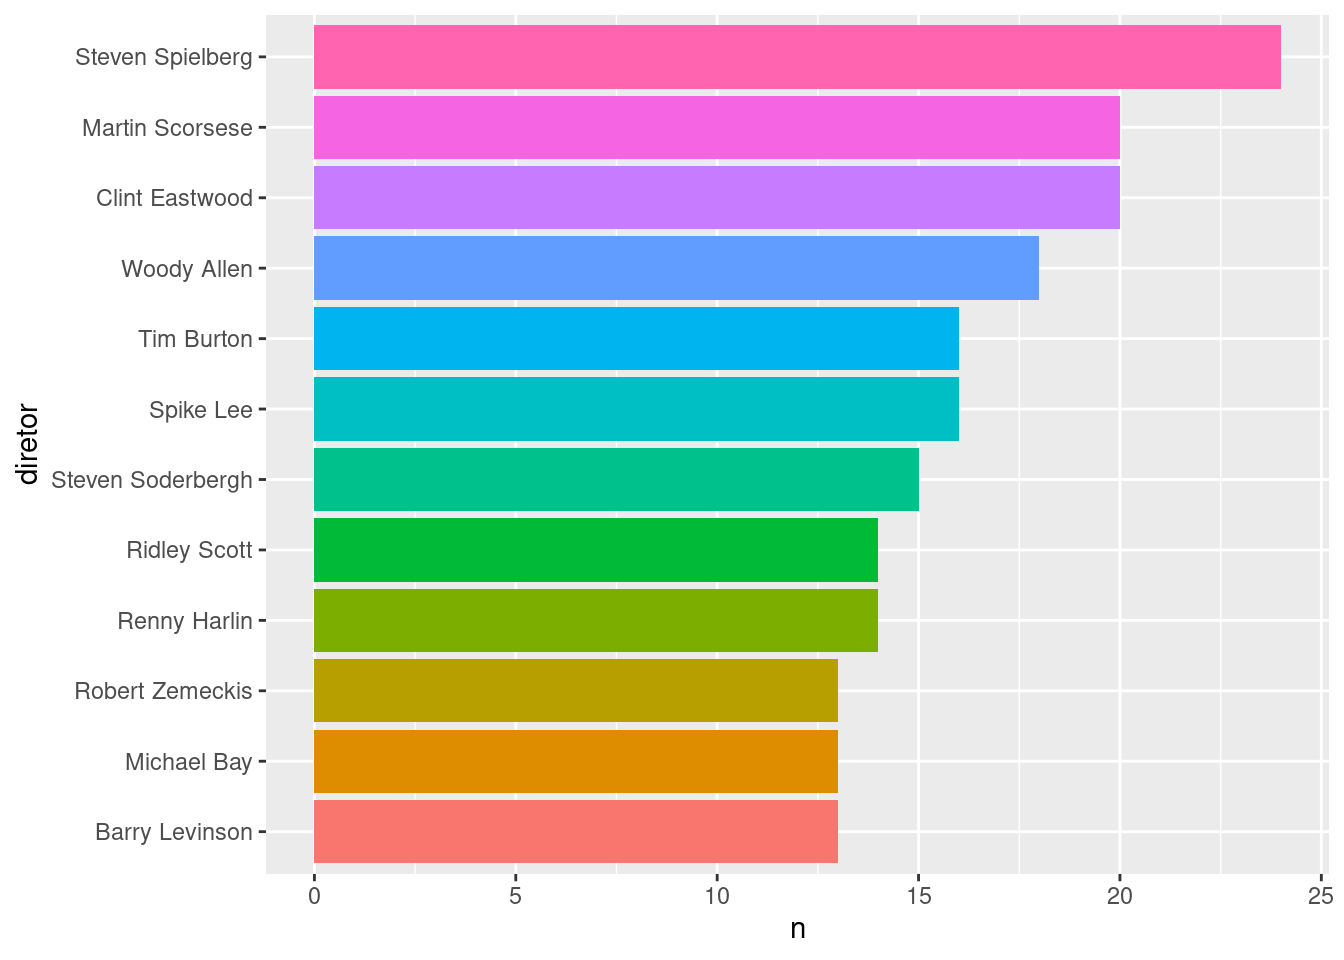 Steven Spielberg
Martin Scorsese
Clint Eastwood
Woody Allen
Tim Burton
Spike Lee
Steven Soderbergh
Ridley Scott
Renny Harlin
Robert Zemeckis
Michael Bay
Barry Levinson
diretor
0 5 10 15 20 25
n